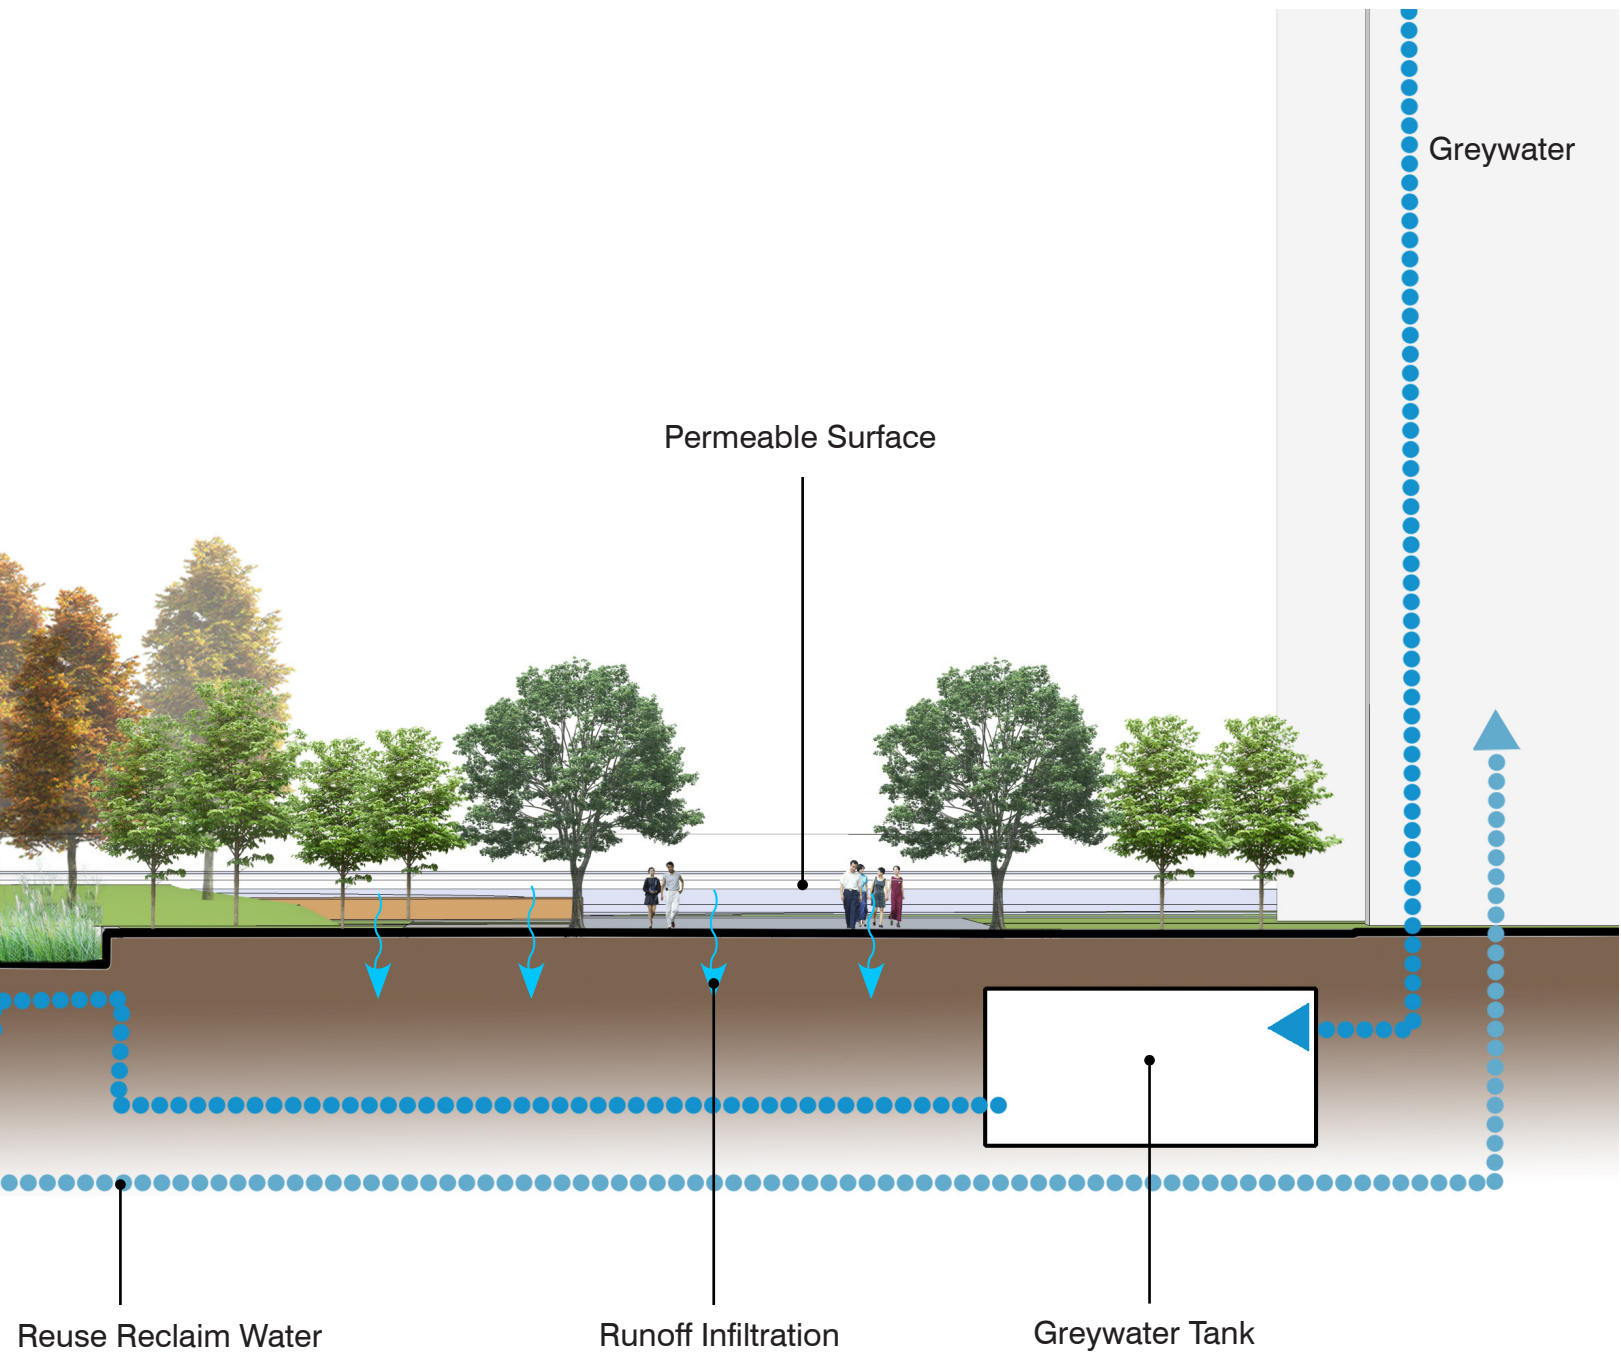 Greywater
Permeable Surface
Reuse Reclaim Water
Runoff Infiltration
Greywater Tank